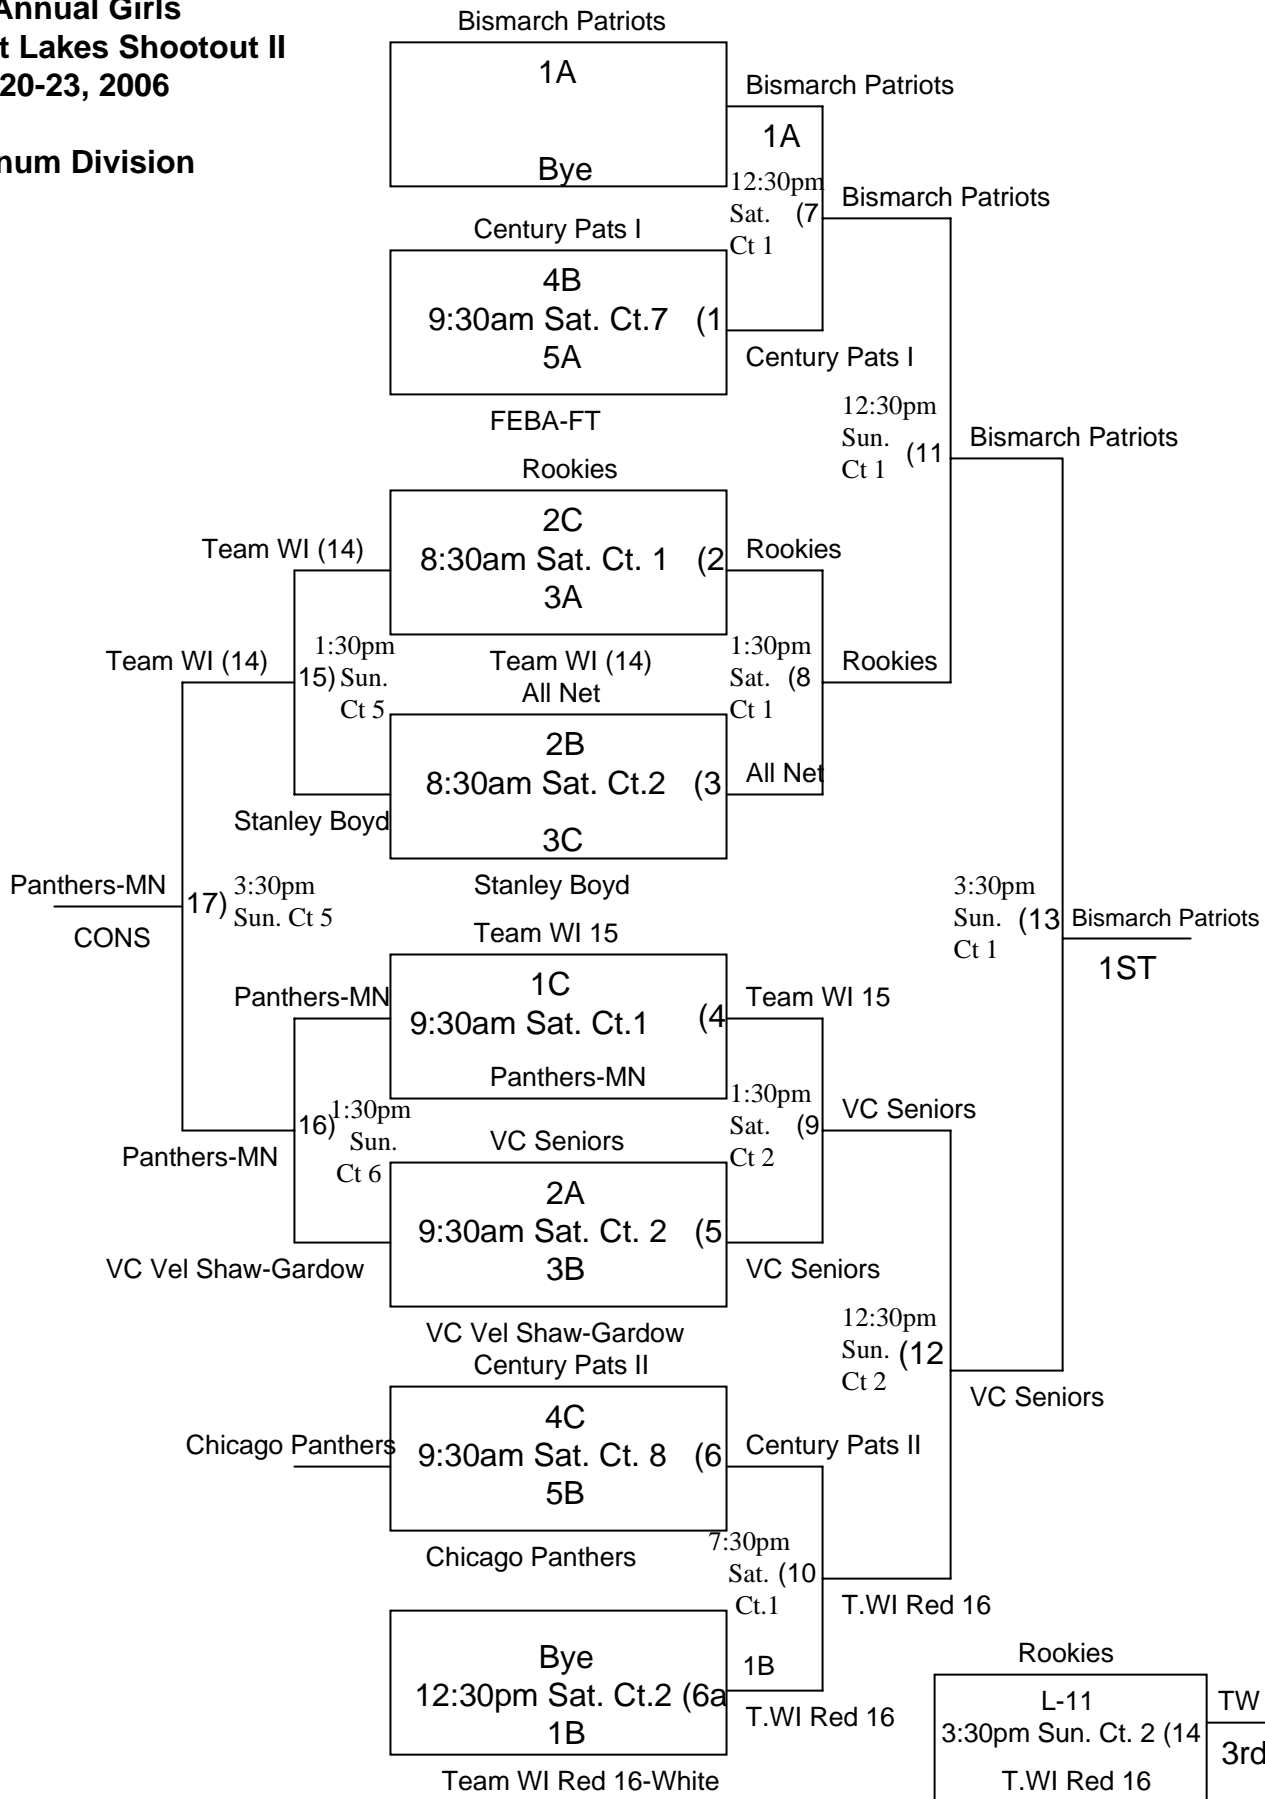 Annual Girls
t Lakes Shootout II
20-23, 2006
num Division
Bismarch Patriots
1A
Bye
Bismarch Patriots
1A
12:30pm
Sat. (7
Ct 1
Bismarch Patriots
Century Pats I
4B
9:30am Sat. Ct.7 (1
5A
FEBA-FT
Century Pats I
12:30pm
Sun. (11
Ct 1
Bismarch Patriots
Rookies
2C
8:30am Sat. Ct. 1 (2
3A
Team WI (14)
Rookies
Team WI (14)
Team WI (14)
1:30pm
15) Sun.
Ct 5
1:30pm
Sat. (8
Ct 1
Rookies
All Net
2B
8:30am Sat. Ct.2 (3
3C
Stanley Boyd
All Net
Stanley Boyd
Panthers-MN
17) 3:30pm
Sun. Ct 5
CONS
3:30pm
Sun. (13
Ct 1
Bismarch Patriots
1ST
Team WI 15
1C
9:30am Sat. Ct.1 (4
Panthers-MN
Panthers-MN
Team WI 15
1:30pm
16) Sun.
Ct 6
Panthers-MN
1:30pm
Sat. (9
Ct 2
VC Seniors
VC Seniors
2A
9:30am Sat. Ct. 2 (5
3B
VC Vel Shaw-Gardow
VC Vel Shaw-Gardow
VC Seniors
12:30pm
Sun. (12
Ct 2
VC Seniors
Century Pats II
4C
9:30am Sat. Ct. 8 (6
5B
Chicago Panthers
Chicago Panthers
Century Pats II
7:30pm
Sat. (10
Ct.1
T.WI Red 16
Bye
12:30pm Sat. Ct.2 (6a
1B
Team WI Red 16-White
1B
T.WI Red 16
Rookies
L-11
3:30pm Sun. Ct. 2 (14
T.WI Red 16
TW
3rd